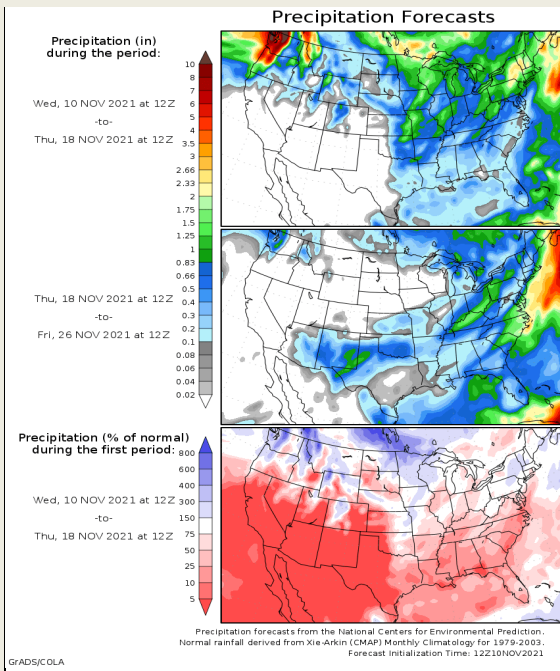 Precipitation Forecasts
Precipitation (in)
during the period:
Wed, 10 NOV 2021 at 12Z
-to-
Thu, 18 NOV 2021 at 12Z
10
8
7
6
5
4
3.5
3
2.66
2.33
2
1.75
1.5
1.25
1
0.83
0.66
0.5
0.4
0.3
0.2
0.1
0.08
0.06
0.04
0.02
Thu, 18 NOV 2021 at 12Z
-to-
Fri, 26 NOV 2021 at 12Z
Precipitation (% of normal)
during the first period:
Wed, 10 NOV 2021 at 12Z
-to-
Thu, 18 NOV 2021 at 12Z
800
600
400
300
150
75
50
25
10
5
Precipitation forecasts from the National Centers for Environmental Prediction.
Normal rainfall derived from Xie-Arkin (CMAP) Monthly Climatology for 1979-2003.
Forecast Initialization Time: 12Z10NOV2021
GrADS/COLA